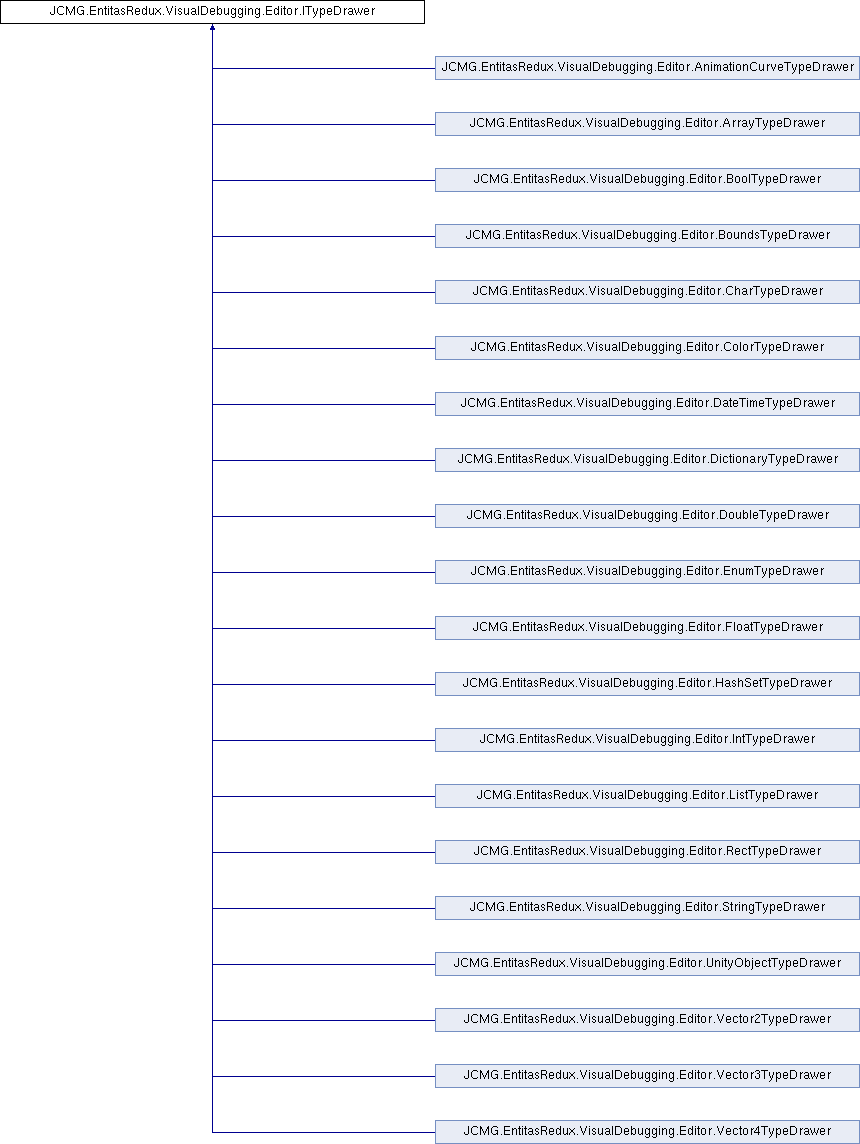 JCMG.EntitasRedux.VisualDebugging.Editor.ITypeDrawer
JCMG.EntitasRedux.VisualDebugging.Editor.AnimationCurveTypeDrawer
JCMG.EntitasRedux.VisualDebugging.Editor.ArrayTypeDrawer
JCMG.EntitasRedux.VisualDebugging.Editor.BoolTypeDrawer
JCMG.EntitasRedux.VisualDebugging.Editor.BoundsTypeDrawer
JCMG.EntitasRedux.VisualDebugging.Editor.CharTypeDrawer
JCMG.EntitasRedux.VisualDebugging.Editor.ColorTypeDrawer
JCMG.EntitasRedux.VisualDebugging.Editor.DateTimeTypeDrawer
JCMG.EntitasRedux.VisualDebugging.Editor.DictionaryTypeDrawer
JCMG.EntitasRedux.VisualDebugging.Editor.DoubleTypeDrawer
JCMG.EntitasRedux.VisualDebugging.Editor.EnumTypeDrawer
JCMG.EntitasRedux.VisualDebugging.Editor.FloatTypeDrawer
JCMG.EntitasRedux.VisualDebugging.Editor.HashSetTypeDrawer
JCMG.EntitasRedux.VisualDebugging.Editor.IntTypeDrawer
JCMG.EntitasRedux.VisualDebugging.Editor.ListTypeDrawer
JCMG.EntitasRedux.VisualDebugging.Editor.RectTypeDrawer
JCMG.EntitasRedux.VisualDebugging.Editor.StringTypeDrawer
JCMG.EntitasRedux.VisualDebugging.Editor.UnityObjectTypeDrawer
JCMG.EntitasRedux.VisualDebugging.Editor.Vector2TypeDrawer
JCMG.EntitasRedux.VisualDebugging.Editor.Vector3TypeDrawer
JCMG.EntitasRedux.VisualDebugging.Editor.Vector4TypeDrawer